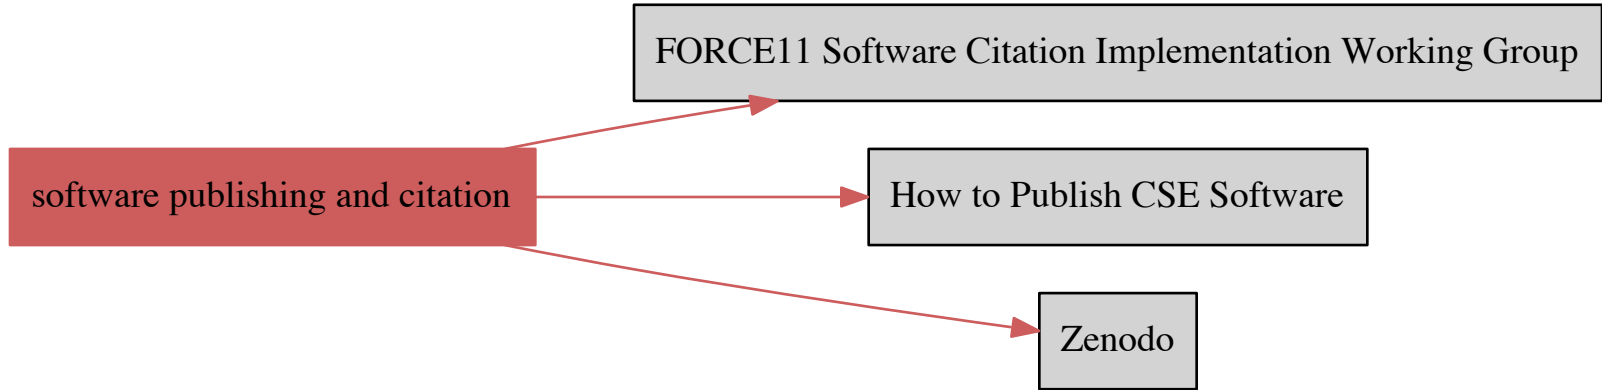 FORCE11 Software Citation Implementation Working Group
software publishing and citation
How to Publish CSE Software
Zenodo